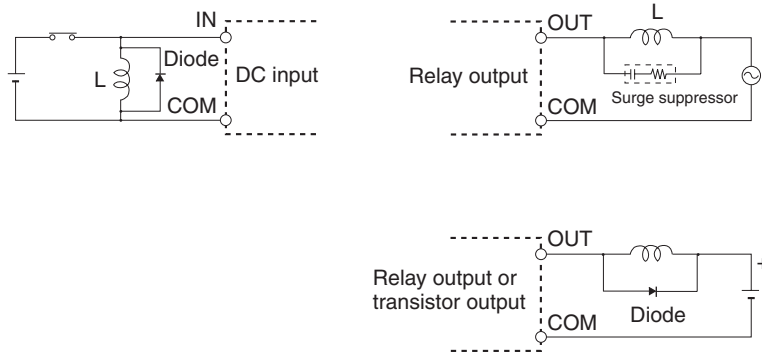 IN
Diode
L
DC input
COM
OUT
L
Relay output
Surge suppressor
COM
OUT
+
Relay output or
transistor output
Diode
COM